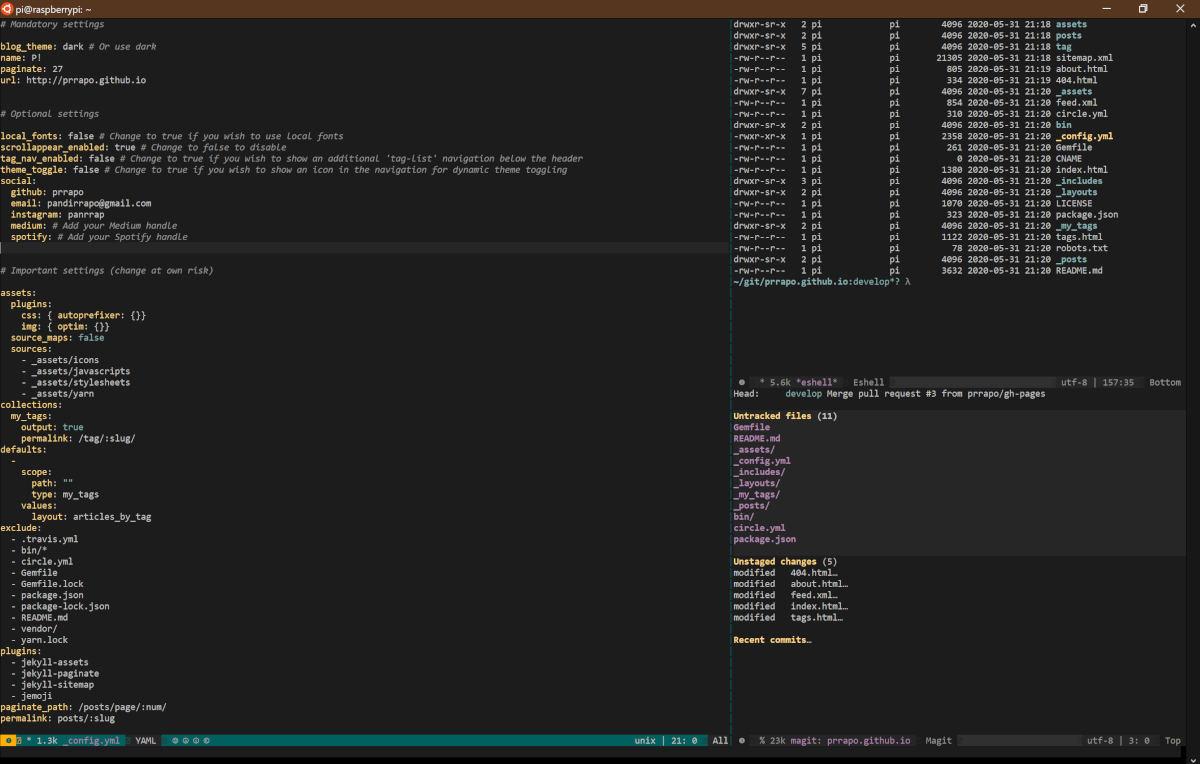 pi@raspberrypi: ~
# Mandatory settings
blog_theme: dark # Or use dark
name: P!
paginate: 27
url: http://prrapo.github.io
# Optional settings
local_fonts: false # Change to true if you wish to use local fonts
scrollappear_enabled: true # Change to false to disable
tag_nav_enabled: false # Change to true if you wish to show an additional 'tag-list' navigation below the header
theme_toggle: false # Change to true if you wish to show an icon in the navigation for dynamic theme toggling
social:
  github: prrapo
  email: pandirrapo@gmail.com
  instagram: panrrap
  medium: # Add your Medium handle
  spotify: # Add your Spotify handle
# Important settings (change at own risk)
assets:
  plugins:
    css: { autoprefixer: {}}
    img: { optim: {}}
  source_maps: false
  sources:
    - _assets/icons
    - _assets/javascripts
    - _assets/stylesheets
    - _assets/yarn
collections:
  my_tags:
    output: true
    permalink: /tag/:slug/
defaults:
  -
    scope:
      path: ""
      type: my_tags
    values:
      layout: articles_by_tag
exclude:
  - .travis.yml
  - bin/*
  - circle.yml
  - Gemfile
  - Gemfile.lock
  - package.json
  - package-lock.json
  - README.md
  - vendor/
  - yarn.lock
plugins:
  - jekyll-assets
  - jekyll-paginate
  - jekyll-sitemap
  - jemoji
paginate_path: /posts/page/:num/
permalink: posts/:slug
* 1.3k _config.yml YAML unix | 21: 0 All
drwxr-sr-x 2 pi pi 4096 2020-05-31 21:18 assets
drwxr-sr-x 2 pi pi 4096 2020-05-31 21:18 posts
drwxr-sr-x 5 pi pi 4096 2020-05-31 21:18 tag
-rw-r--r-- 1 pi pi 21305 2020-05-31 21:18 sitemap.xml
-rw-r--r-- 1 pi pi 805 2020-05-31 21:19 about.html
-rw-r--r-- 1 pi pi 334 2020-05-31 21:19 404.html
drwxr-sr-x 7 pi pi 4096 2020-05-31 21:20 _assets
-rw-r--r-- 1 pi pi 854 2020-05-31 21:20 feed.xml
-rw-r--r-- 1 pi pi 310 2020-05-31 21:20 circle.yml
drwxr-sr-x 2 pi pi 4096 2020-05-31 21:20 bin
-rwxr-xr-x 1 pi pi 2358 2020-05-31 21:20 _config.yml
-rw-r--r-- 1 pi pi 261 2020-05-31 21:20 Gemfile
-rw-r--r-- 1 pi pi 0 2020-05-31 21:20 CNAME
-rw-r--r-- 1 pi pi 1380 2020-05-31 21:20 index.html
drwxr-sr-x 3 pi pi 4096 2020-05-31 21:20 _includes
drwxr-sr-x 2 pi pi 4096 2020-05-31 21:20 _layouts
-rw-r--r-- 1 pi pi 1070 2020-05-31 21:20 LICENSE
-rw-r--r-- 1 pi pi 323 2020-05-31 21:20 package.json
drwxr-sr-x 2 pi pi 4096 2020-05-31 21:20 _my_tags
-rw-r--r-- 1 pi pi 1122 2020-05-31 21:20 tags.html
-rw-r--r-- 1 pi pi 78 2020-05-31 21:20 robots.txt
drwxr-sr-x 2 pi pi 4096 2020-05-31 21:20 _posts
-rw-r--r-- 1 pi pi 3632 2020-05-31 21:20 README.md
~/git/prrapo.github.io:develop*? λ
* 5.6k *eshell* Eshell utf-8 | 157:35 Bottom
Head: develop Merge pull request #3 from prrapo/gh-pages
Untracked files (11)
Gemfile
README.md
_assets/
_config.yml
_includes/
_layouts/
_my_tags/
_posts/
bin/
circle.yml
package.json
Unstaged changes (5)
modified 404.html…
modified about.html…
modified feed.xml…
modified index.html…
modified tags.html…
Recent commits…
% 23k magit: prrapo.github.io Magit utf-8 | 3: 0 Top